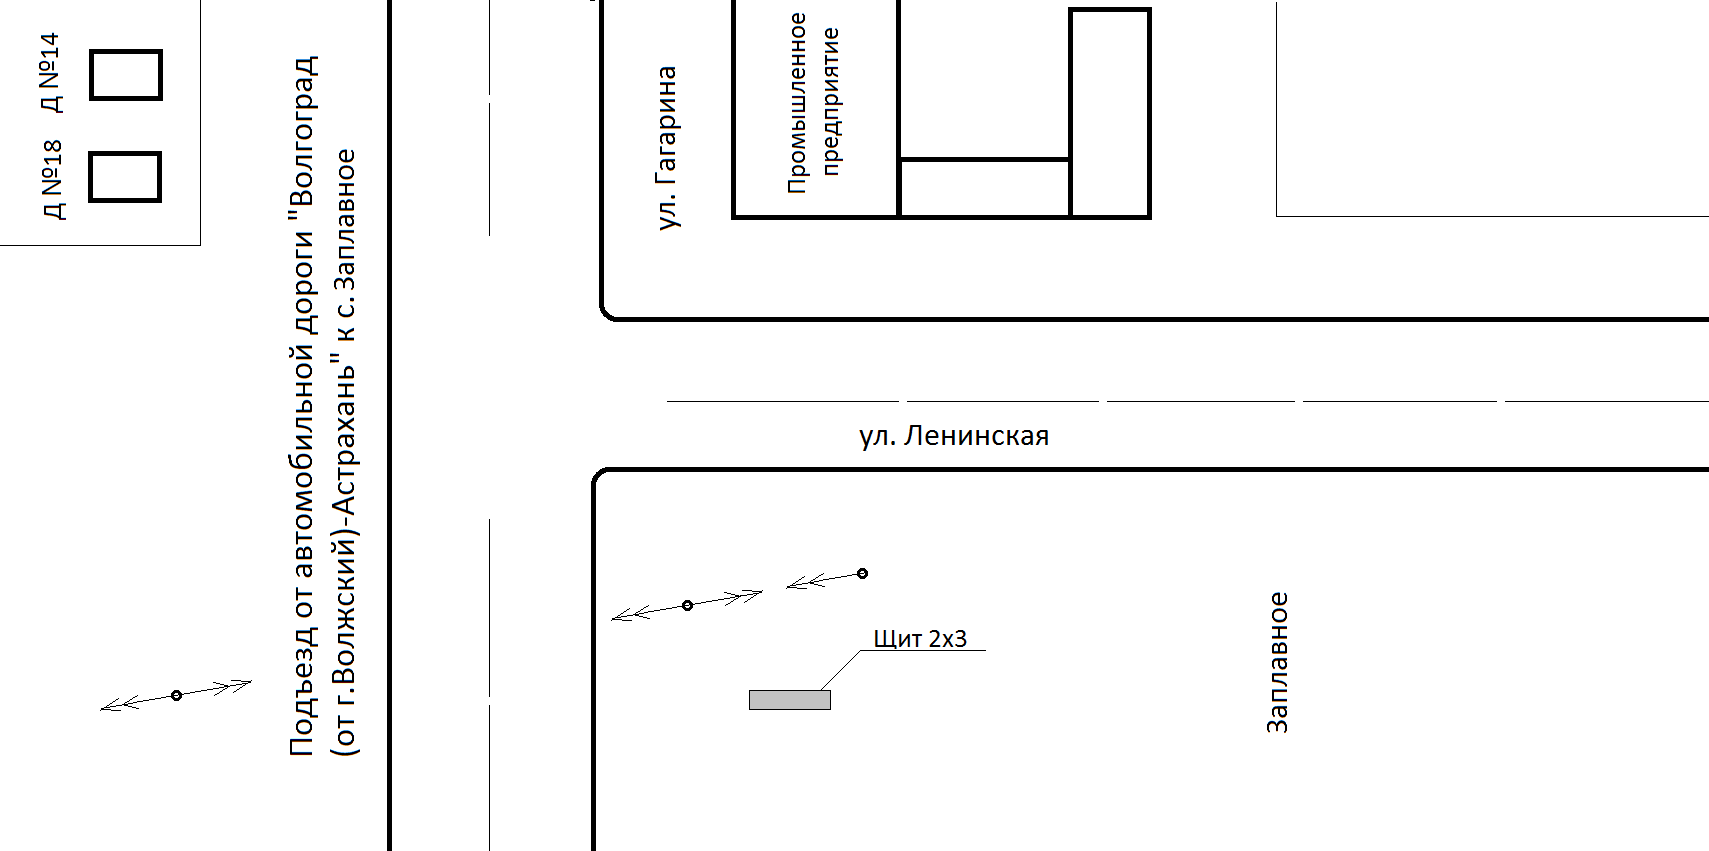 Д №14
Д №18
Подъезд от автомобильной дороги "Волгоград
(от г.Волжский)-Астрахань" к с. Заплавное
ул. Гагарина
Промышленное
предприятие
ул. Ленинская
Щит 2х3
Заплавное